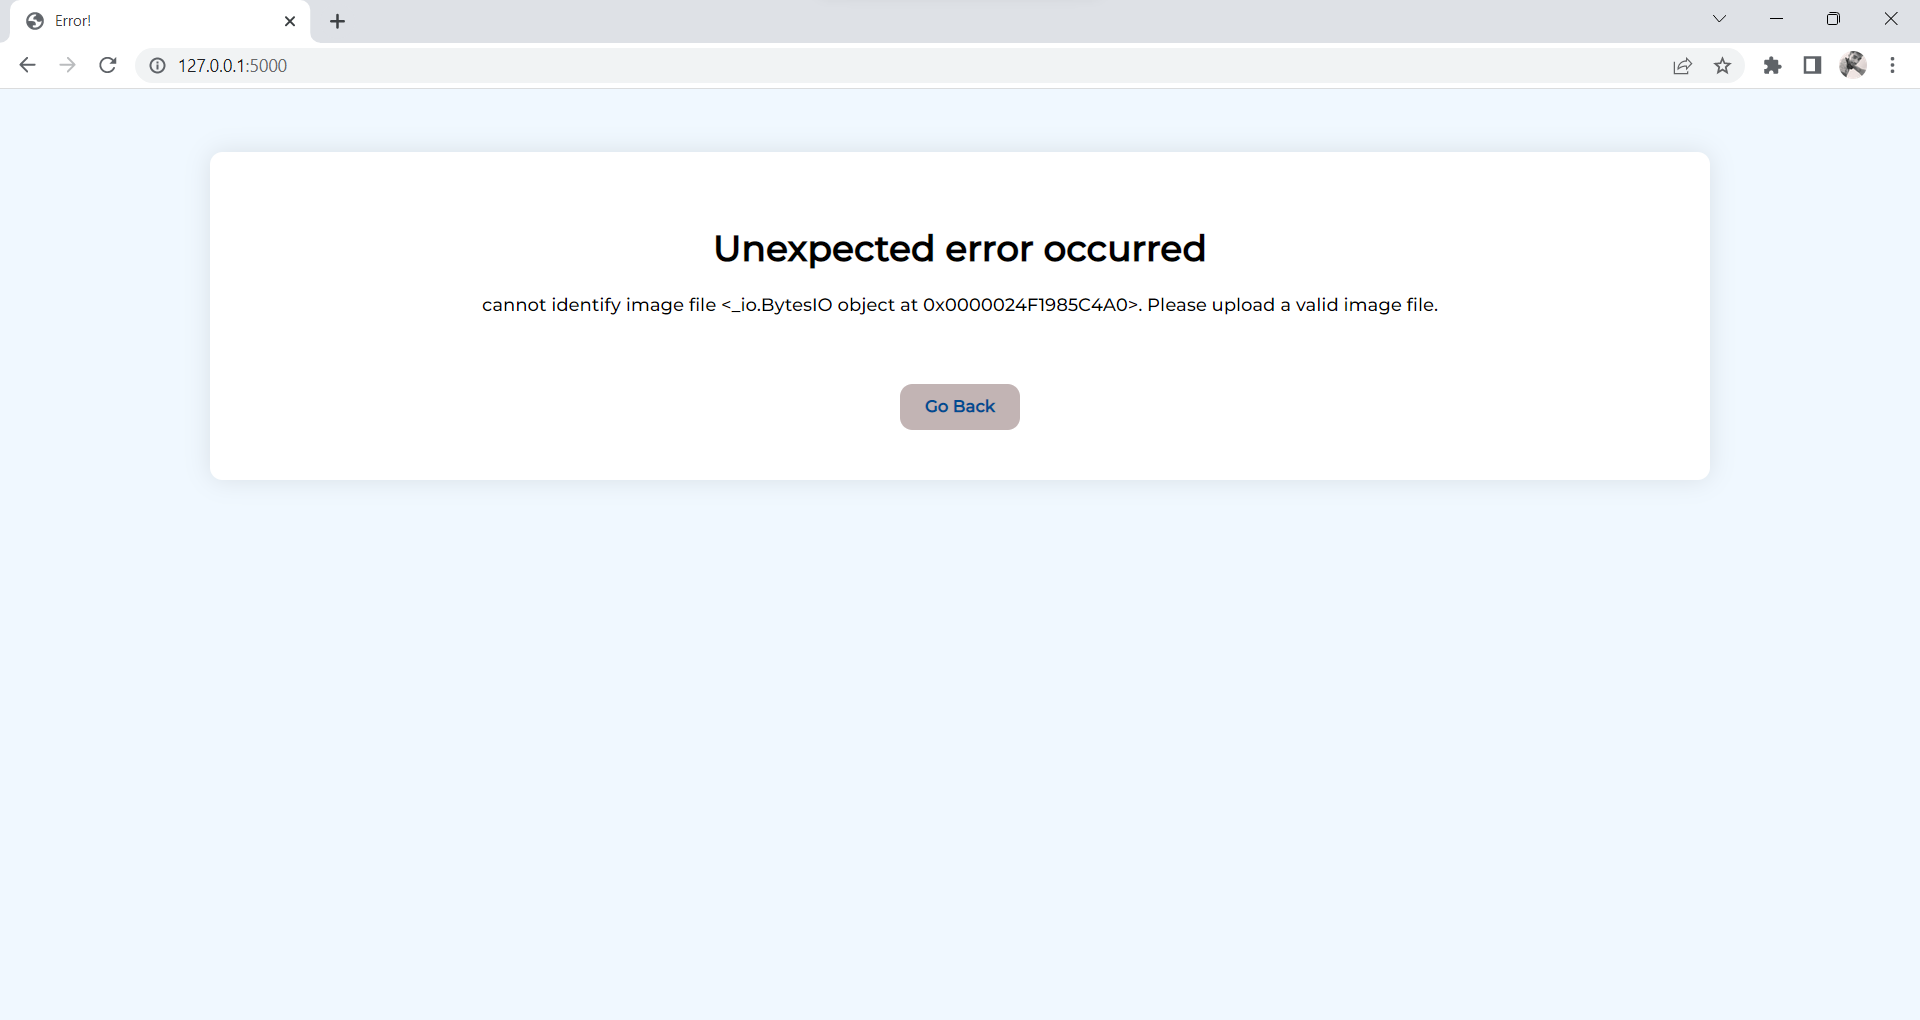 Error!
127.0.0.1:5000
Unexpected error occurred
cannot identify image file <_io.BytesIO object at 0x0000024F1985C4A0>. Please upload a valid image file.
Go Back